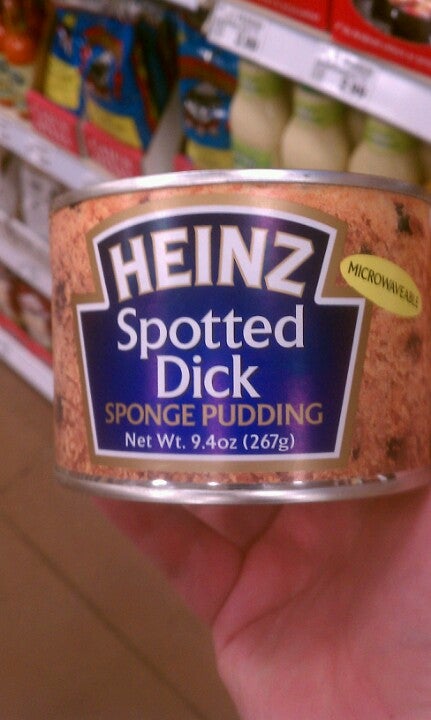 HEINZ
MICROWAVEABLE
Spotted
Dick
SPONGE PUDDING
Net Wt. 9.4oz (267g)